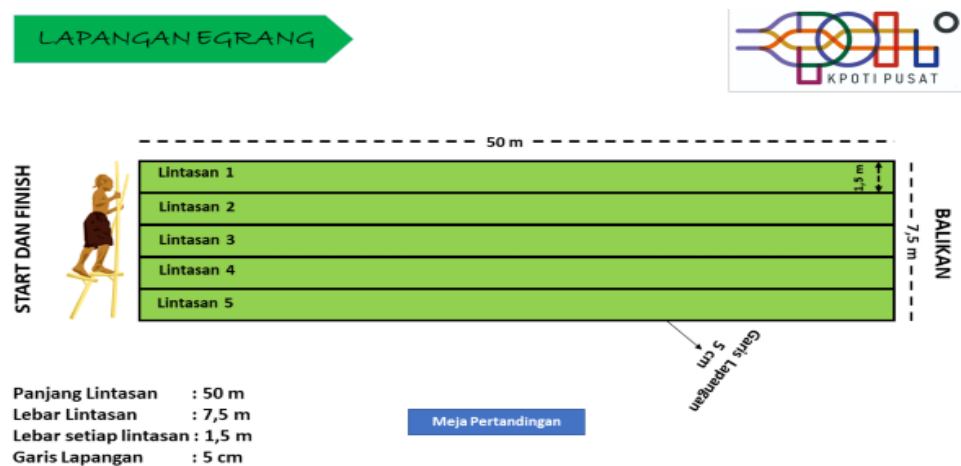 LAPANGAN EGRANG
KPOTI PUSAT
50 m
START DAN FINISH
Lintasan 1
1,5 m
Lintasan 2
Lintasan 3
Lintasan 4
Lintasan 5
7,5 m
BALIKAN
Garis Lapangan
5 cm
Panjang Lintasan : 50 m
Lebar Lintasan : 7,5 m
Lebar setiap lintasan : 1,5 m
Garis Lapangan : 5 cm
Meja Pertandingan